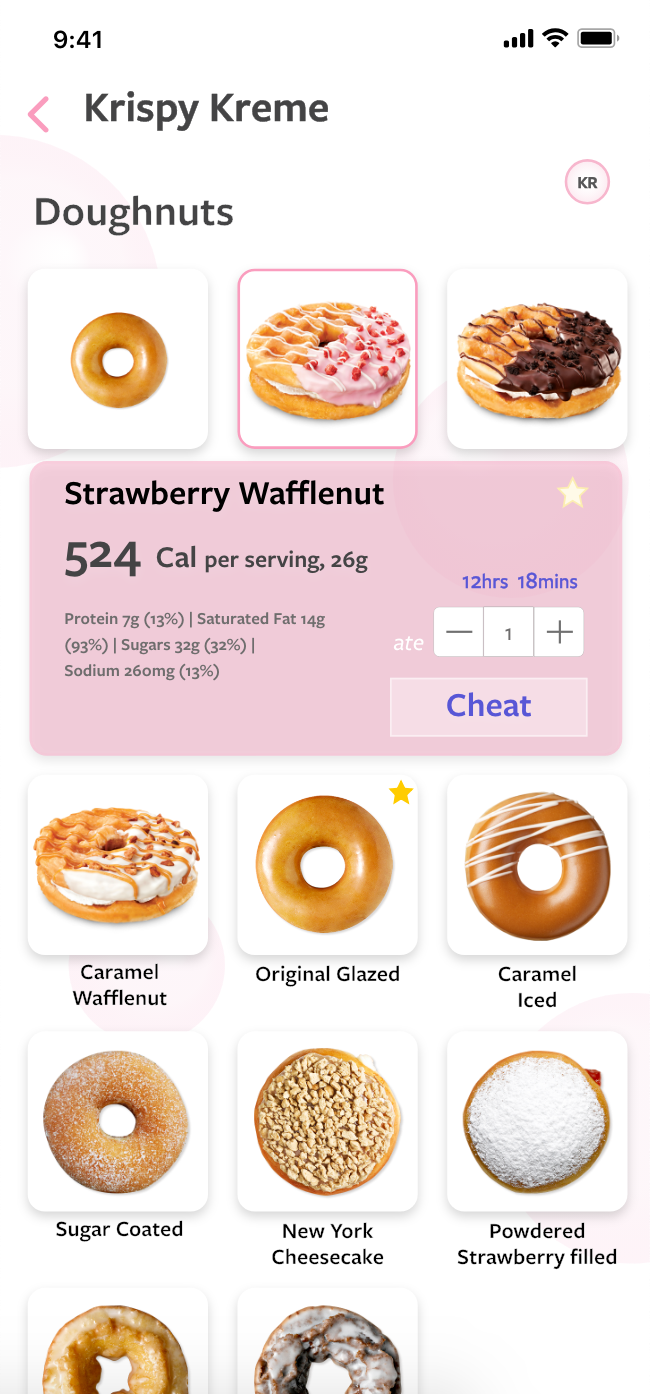 9:41
Krispy Kreme
KR
Doughnuts
Strawberry Wafflenut
524 Cal per serving, 26g
12hrs 18mins
Protein 7g (13%) | Saturated Fat 14g
(93%) | Sugars 32g (32%) |
Sodium 260mg (13%)
ate
1
Cheat
Caramel
Wafflenut
Original Glazed
Caramel
Iced
Sugar Coated
New York
Cheesecake
Powdered
Strawberry filled